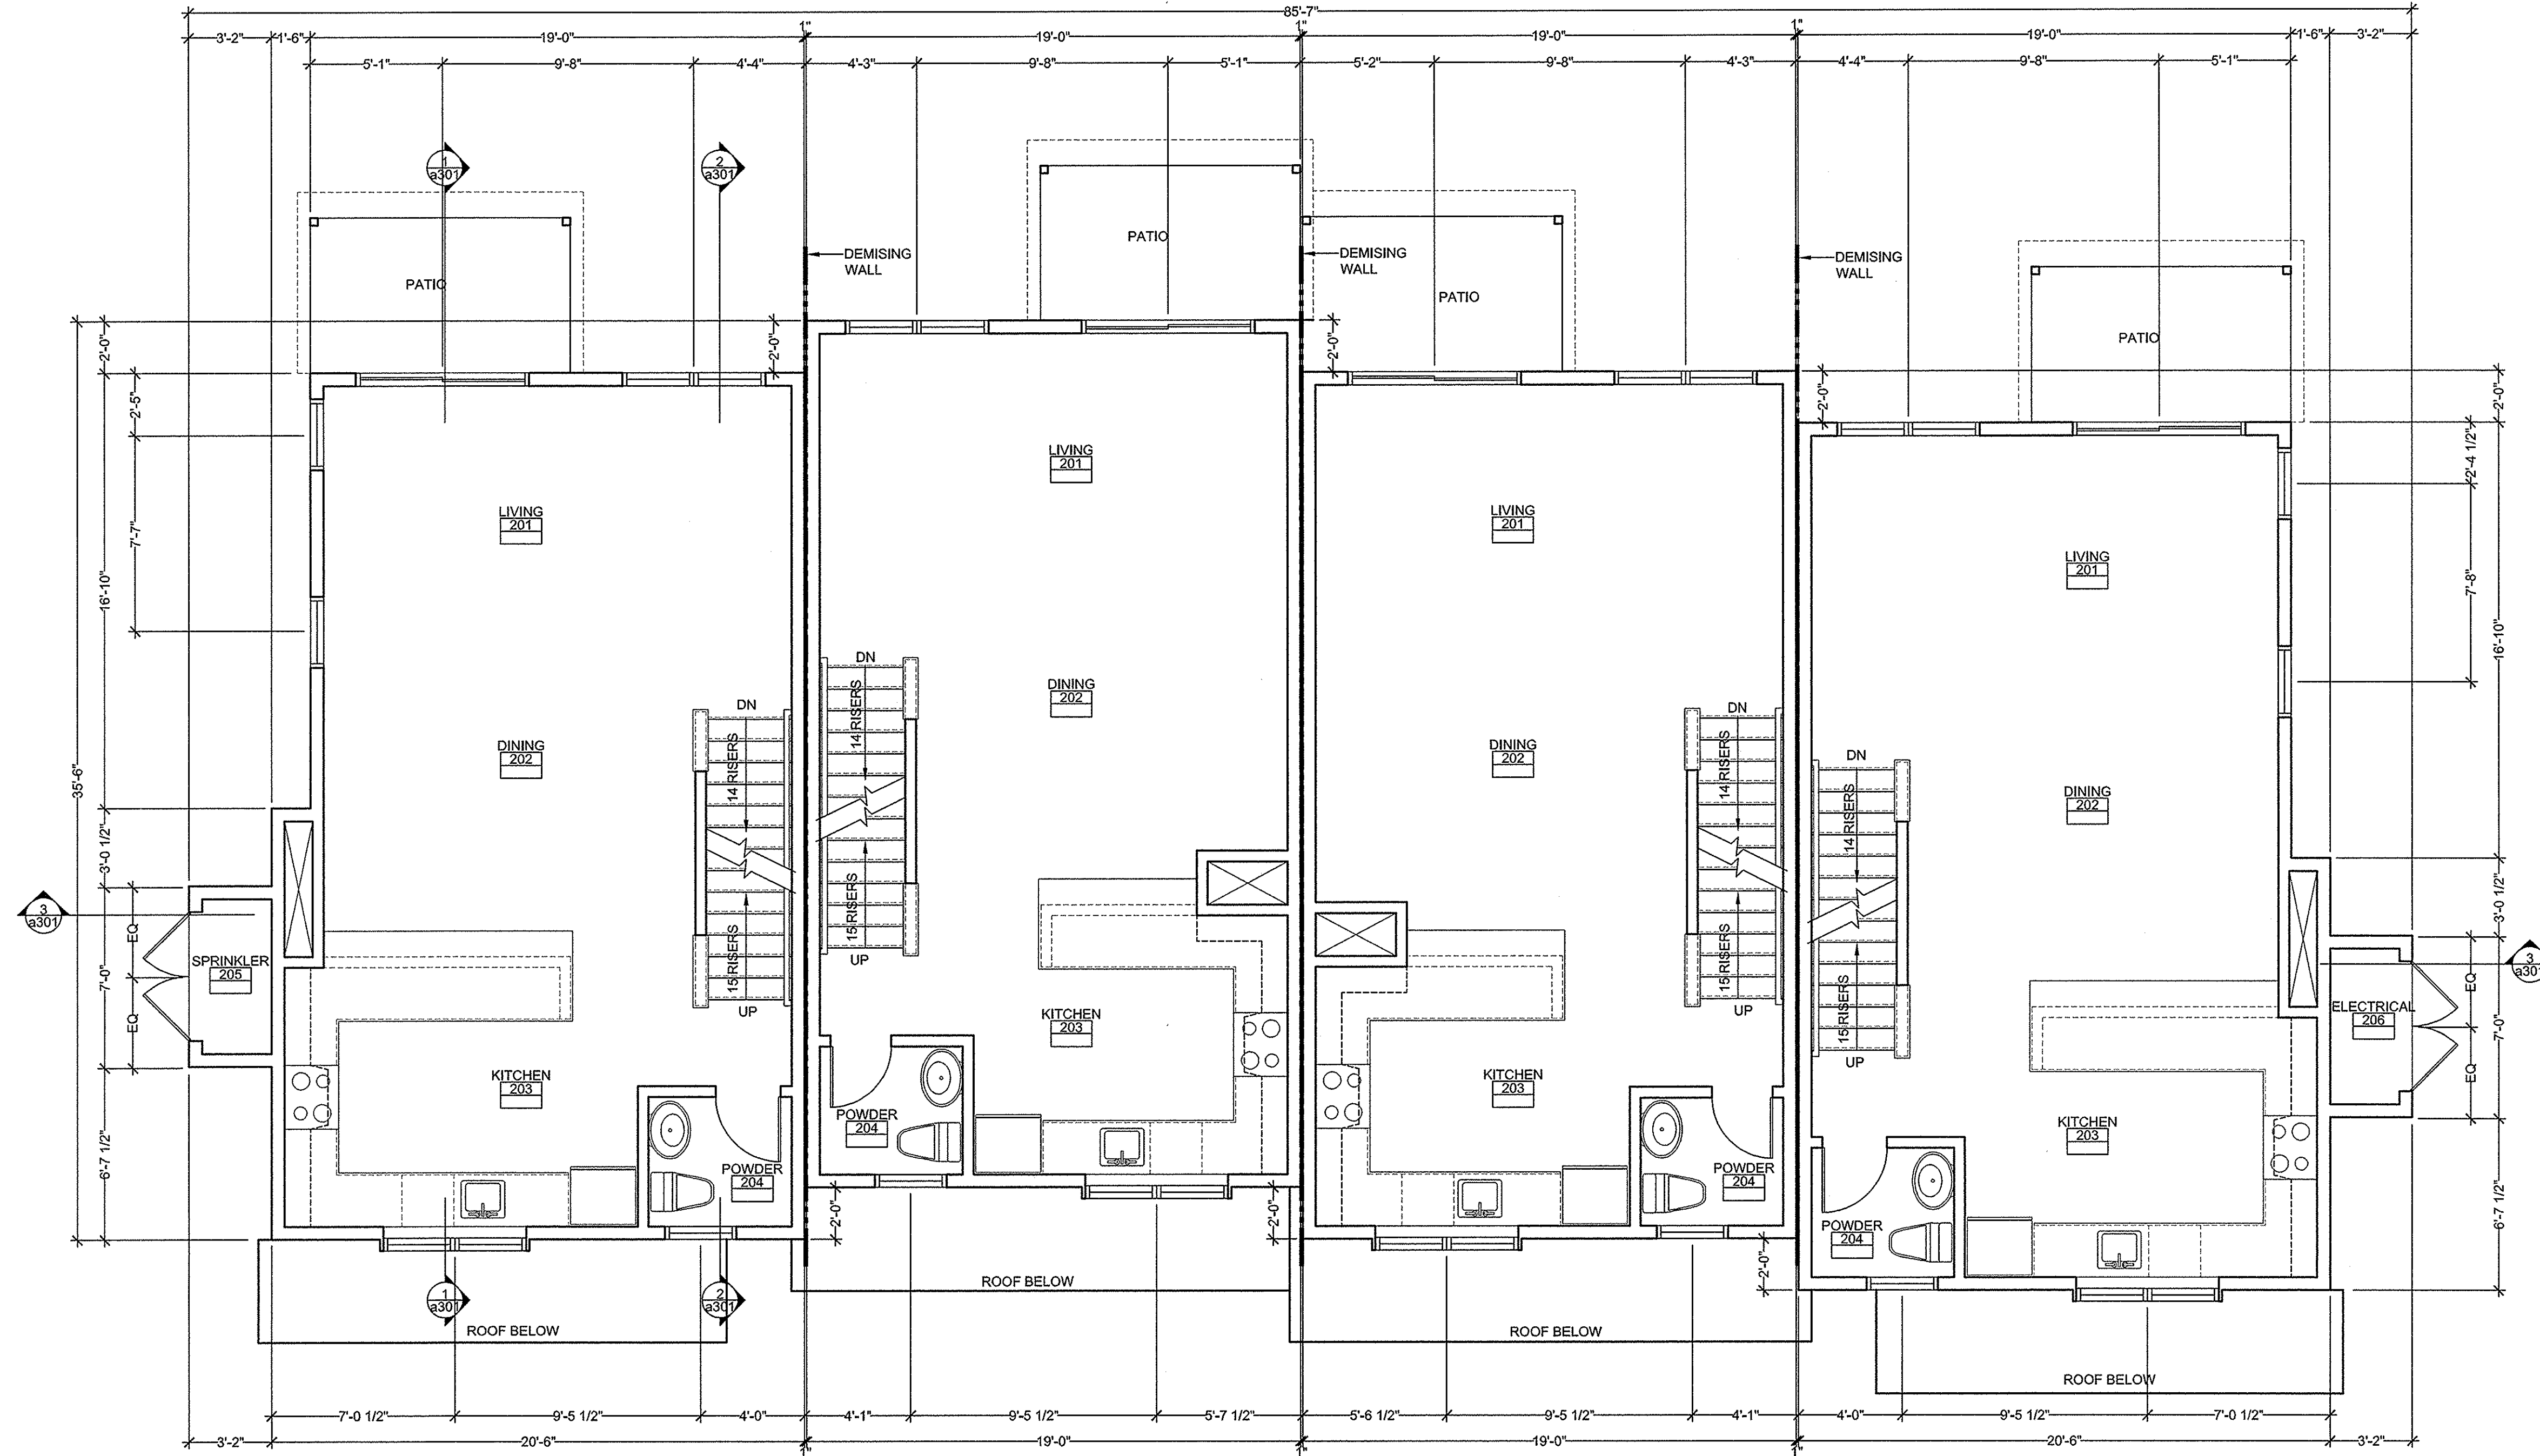 85'-7"
3'-2" 1'-6" 19'-0" 1" 19'-0" 1" 19'-0" 1" 19'-0" 1'-6" 3'-2"
5'-1" 9'-8" 4'-4" 4'-3" 9'-8" 5'-1" 5'-2" 9'-8" 4'-3" 4'-4" 9'-8" 5'-1"
1
a301
2
a301
PATIO
PATIO
PATIO
PATIO
DEMISING
WALL
DEMISING
WALL
DEMISING
WALL
35'-6"
2'-0"
16'-10"
3'-0 1/2"
7'-0"
6'-7 1/2"
2'-5"
7'-7"
EQ
EQ
2'-0"
2'-0"
2'-0"
2'-0"
16'-10"
3'-0 1/2"
7'-0"
6'-7 1/2"
2'-4 1/2"
7'-8"
EQ
EQ
LIVING
201
DINING
202
DN
14 RISERS
15 RISERS
UP
SPRINKLER
205
KITCHEN
203
POWDER
204
LIVING
201
DINING
202
DN
14 RISERS
15 RISERS
UP
KITCHEN
203
POWDER
204
LIVING
201
DINING
202
DN
14 RISERS
15 RISERS
UP
KITCHEN
203
POWDER
204
LIVING
201
DINING
202
DN
14 RISERS
15 RISERS
UP
ELECTRICAL
206
KITCHEN
203
POWDER
204
3
a301
3
a301
2'-0"
2'-0"
2'-0"
1
a301
2
a301
ROOF BELOW
ROOF BELOW
ROOF BELOW
ROOF BELOW
7'-0 1/2" 9'-5 1/2" 4'-0" 4'-1" 9'-5 1/2" 5'-7 1/2" 5'-6 1/2" 9'-5 1/2" 4'-1" 4'-0" 9'-5 1/2" 7'-0 1/2"
3'-2" 20'-6" 1" 19'-0" 1" 19'-0" 1" 20'-6" 3'-2"